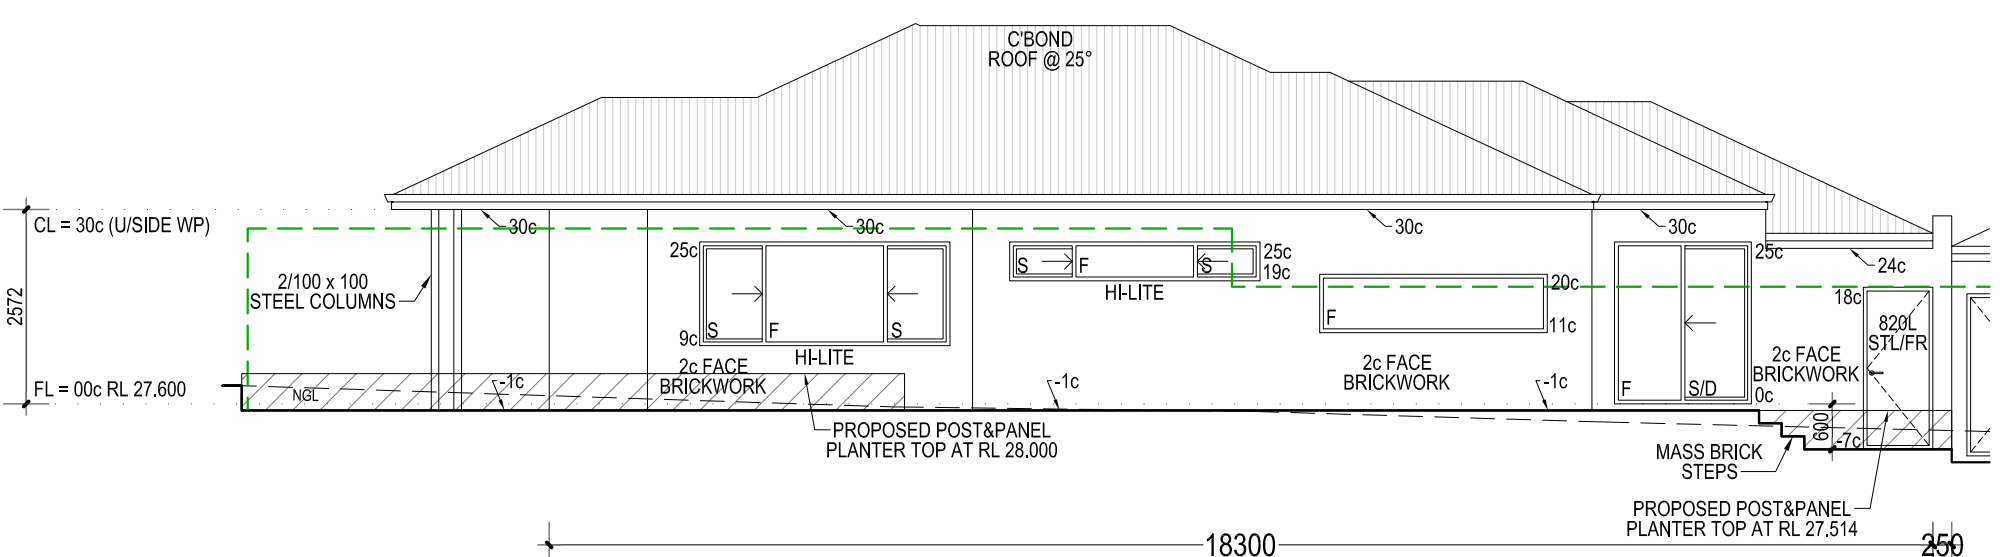 C'BOND
ROOF @ 25°
CL = 30c (U/SIDE WP)
30c
30c
30c
30c
25c
25c
19c
25c
24c
2/100 x 100
STEEL COLUMNS
S
F
S
S
F
S
HI-LITE
20c
18c
2572
F
11c
820L
STL/FR
9c
HI-LITE
2c FACE
BRICKWORK
2c FACE
BRICKWORK
2c FACE
BRICKWORK
F
S/D
0c
FL = 00c RL 27.600
NGL
-1c
-1c
-1c
600
-7c
PROPOSED POST&PANEL
PLANTER TOP AT RL 28.000
MASS BRICK
STEPS
PROPOSED POST&PANEL
PLANTER TOP AT RL 27.514
18300
250